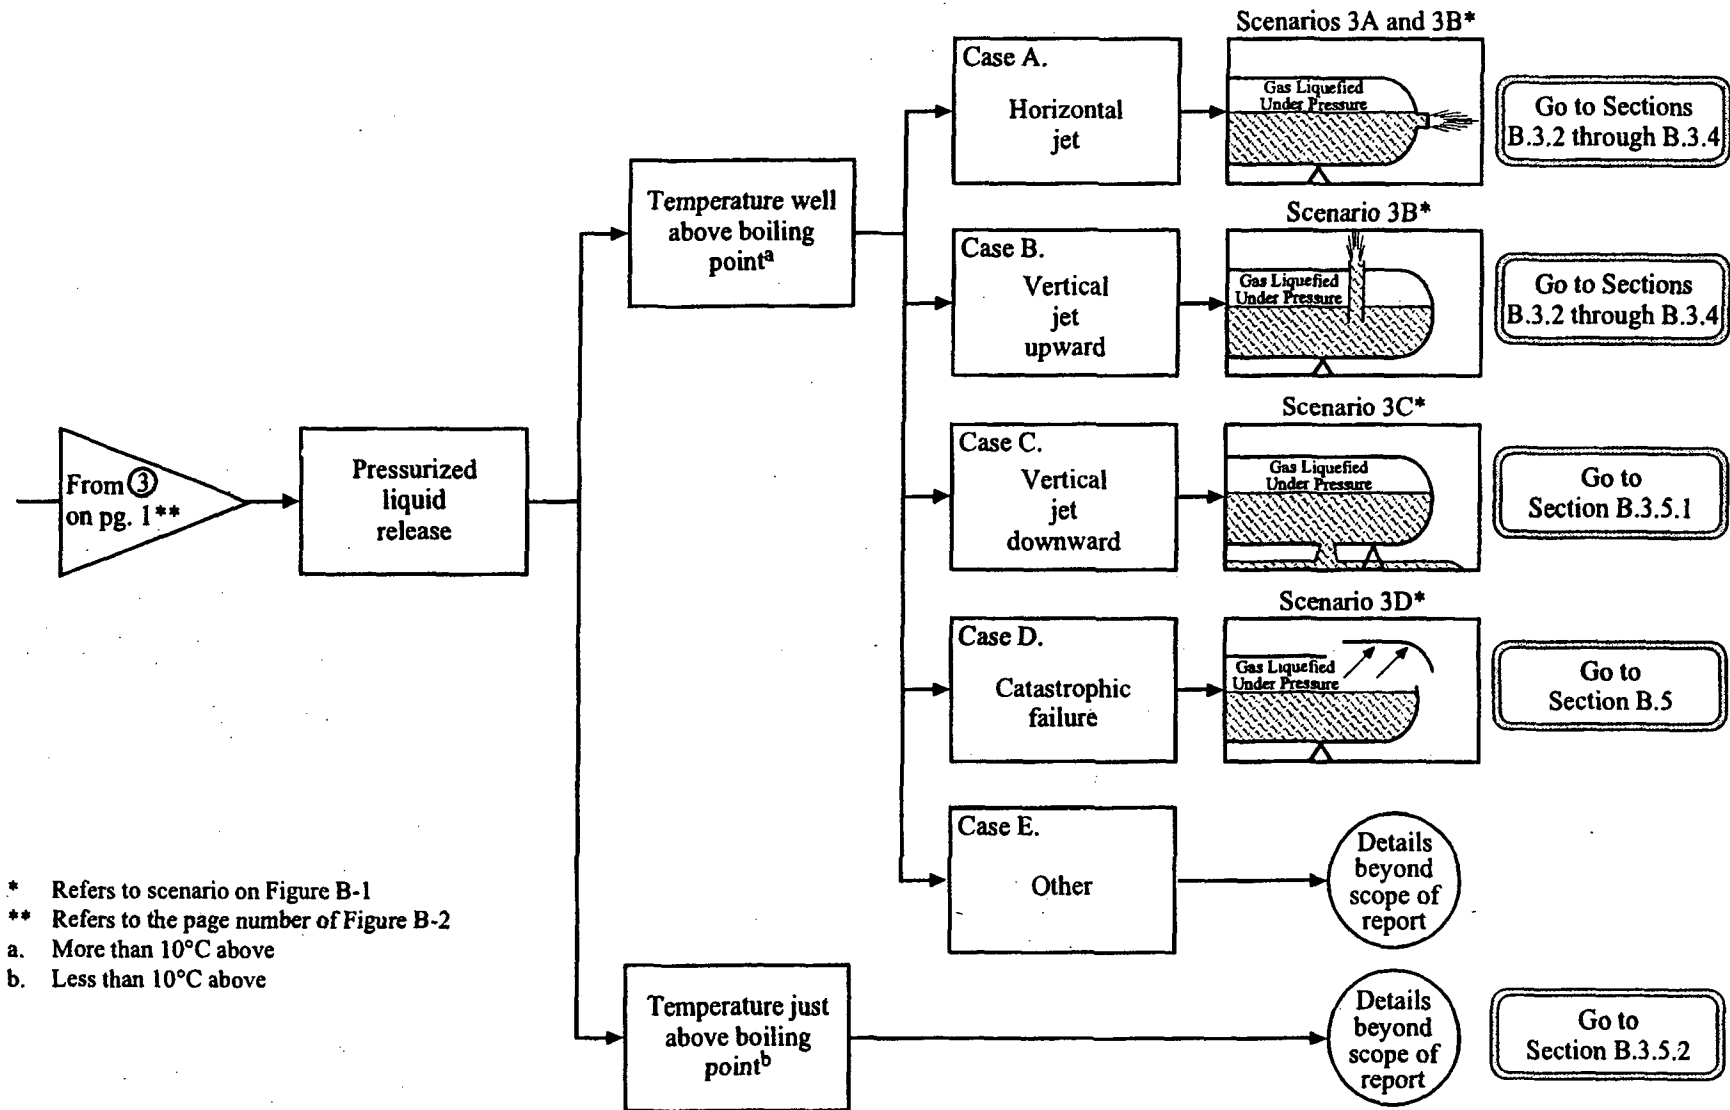 Scenarios 3A and 3B*
Case A.
Horizontal
jet
Gas Liquefied
Under Pressure
Go to Sections
B.3.2 through B.3.4
Temperature well
above boiling
pointᵃ
Scenario 3B*
Case B.
Vertical
jet
upward
Gas Liquefied
Under Pressure
Go to Sections
B.3.2 through B.3.4
Scenario 3C*
From ③
on pg. 1**
Pressurized
liquid
release
Case C.
Vertical
jet
downward
Gas Liquefied
Under Pressure
Go to
Section B.3.5.1
Scenario 3D*
Case D.
Catastrophic
failure
Gas Liquefied
Under Pressure
Go to
Section B.5
Case E.
Other
Details
beyond
scope of
report
* Refers to scenario on Figure B-1
** Refers to the page number of Figure B-2
a. More than 10°C above
b. Less than 10°C above
Temperature just
above boiling
pointᵇ
Details
beyond
scope of
report
Go to
Section B.3.5.2